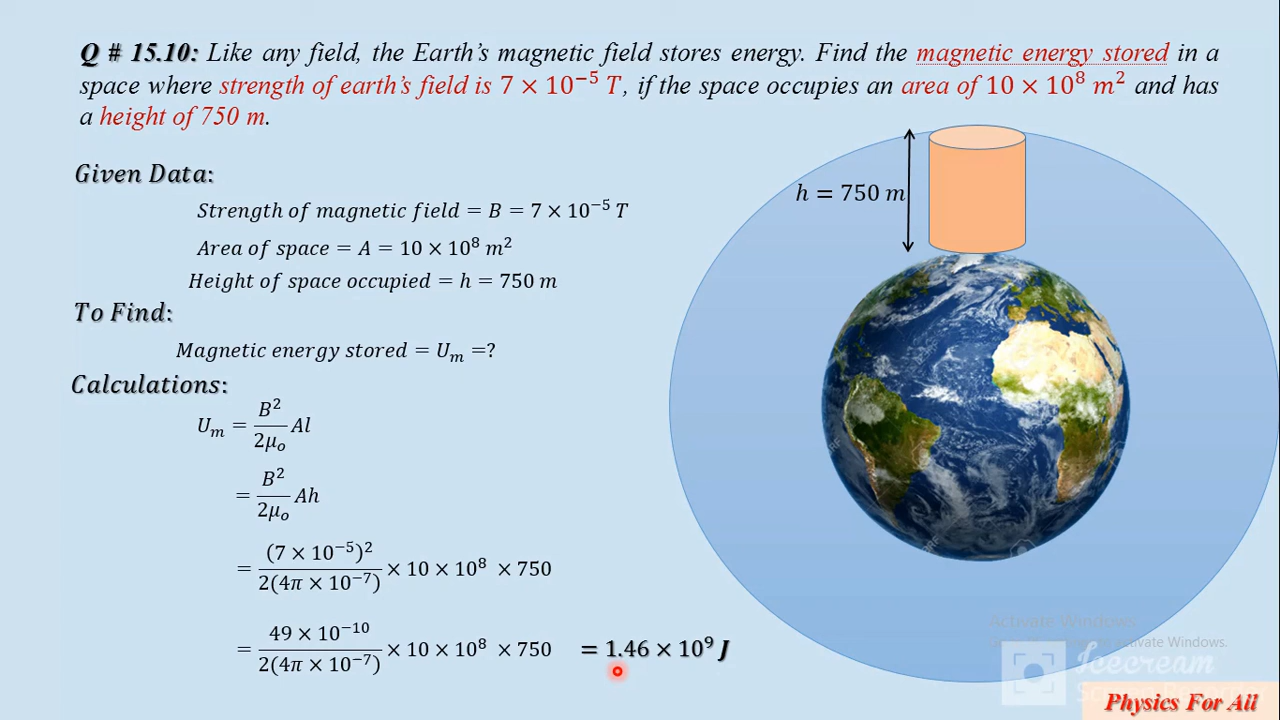 Q # 15.10: Like any field, the Earth's magnetic field stores energy. Find the magnetic energy stored in a
space where strength of earth's field is 7 × 10⁻⁵ T, if the space occupies an area of 10 × 10⁸ m² and has
a height of 750 m.
Given Data:
Strength of magnetic field = B = 7 × 10⁻⁵ T
Area of space = A = 10 × 10⁸ m²
Height of space occupied = h = 750 m
To Find:
Magnetic energy stored = Uₘ =?
Calculations:
Uₘ = B²/2μₒ Al
= B²/2μₒ Ah
= (7 × 10⁻⁵)²/2(4π × 10⁻⁷) × 10 × 10⁸ × 750
= 49 × 10⁻¹⁰/2(4π × 10⁻⁷) × 10 × 10⁸ × 750 = 1.46 × 10⁹ J
h = 750 m
Activate Windows
Activate Windows.
Icecream
Physics For All